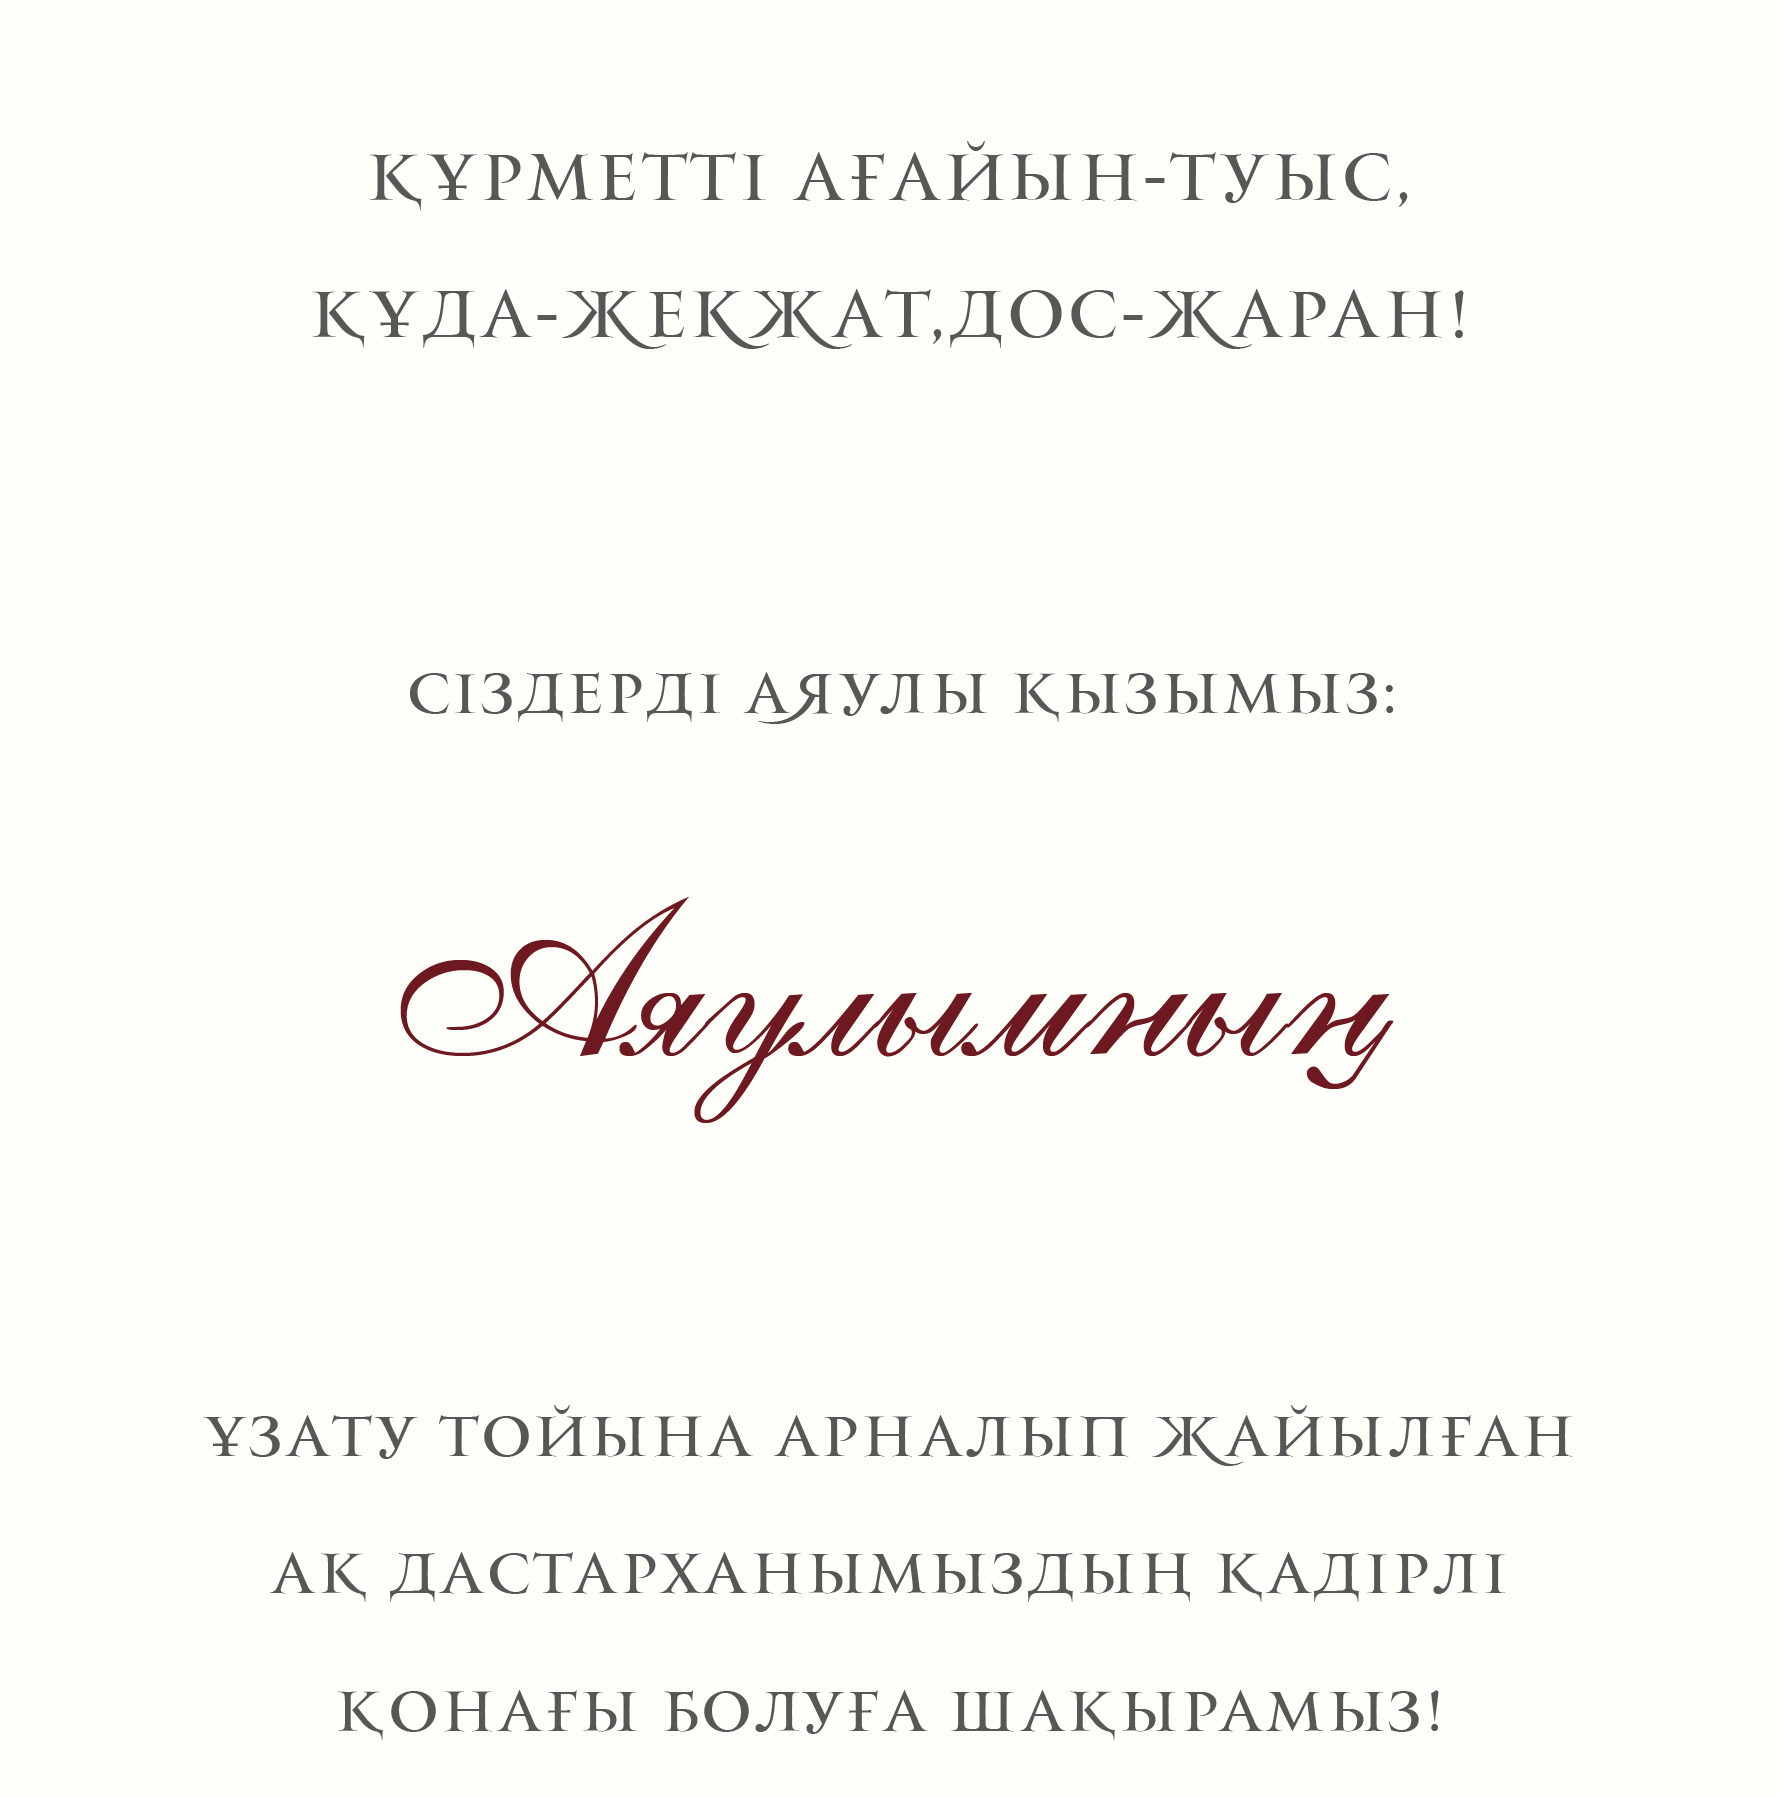 ҚҰРМЕТТІ АҒАЙЫН-ТУЫС,
ҚҰДА-ЖЕКЖАТ,ДОС-ЖАРАН!
СІЗДЕРДІ АЯУЛЫ ҚЫЗЫМЫЗ:
Аяулымның
ҰЗАТУ ТОЙЫНА АРНАЛЫП ЖАЙЫЛҒАН
АҚ ДАСТАРХАНЫМЫЗДЫҢ ҚАДІРЛІ
ҚОНАҒЫ БОЛУҒА ШАҚЫРАМЫЗ!